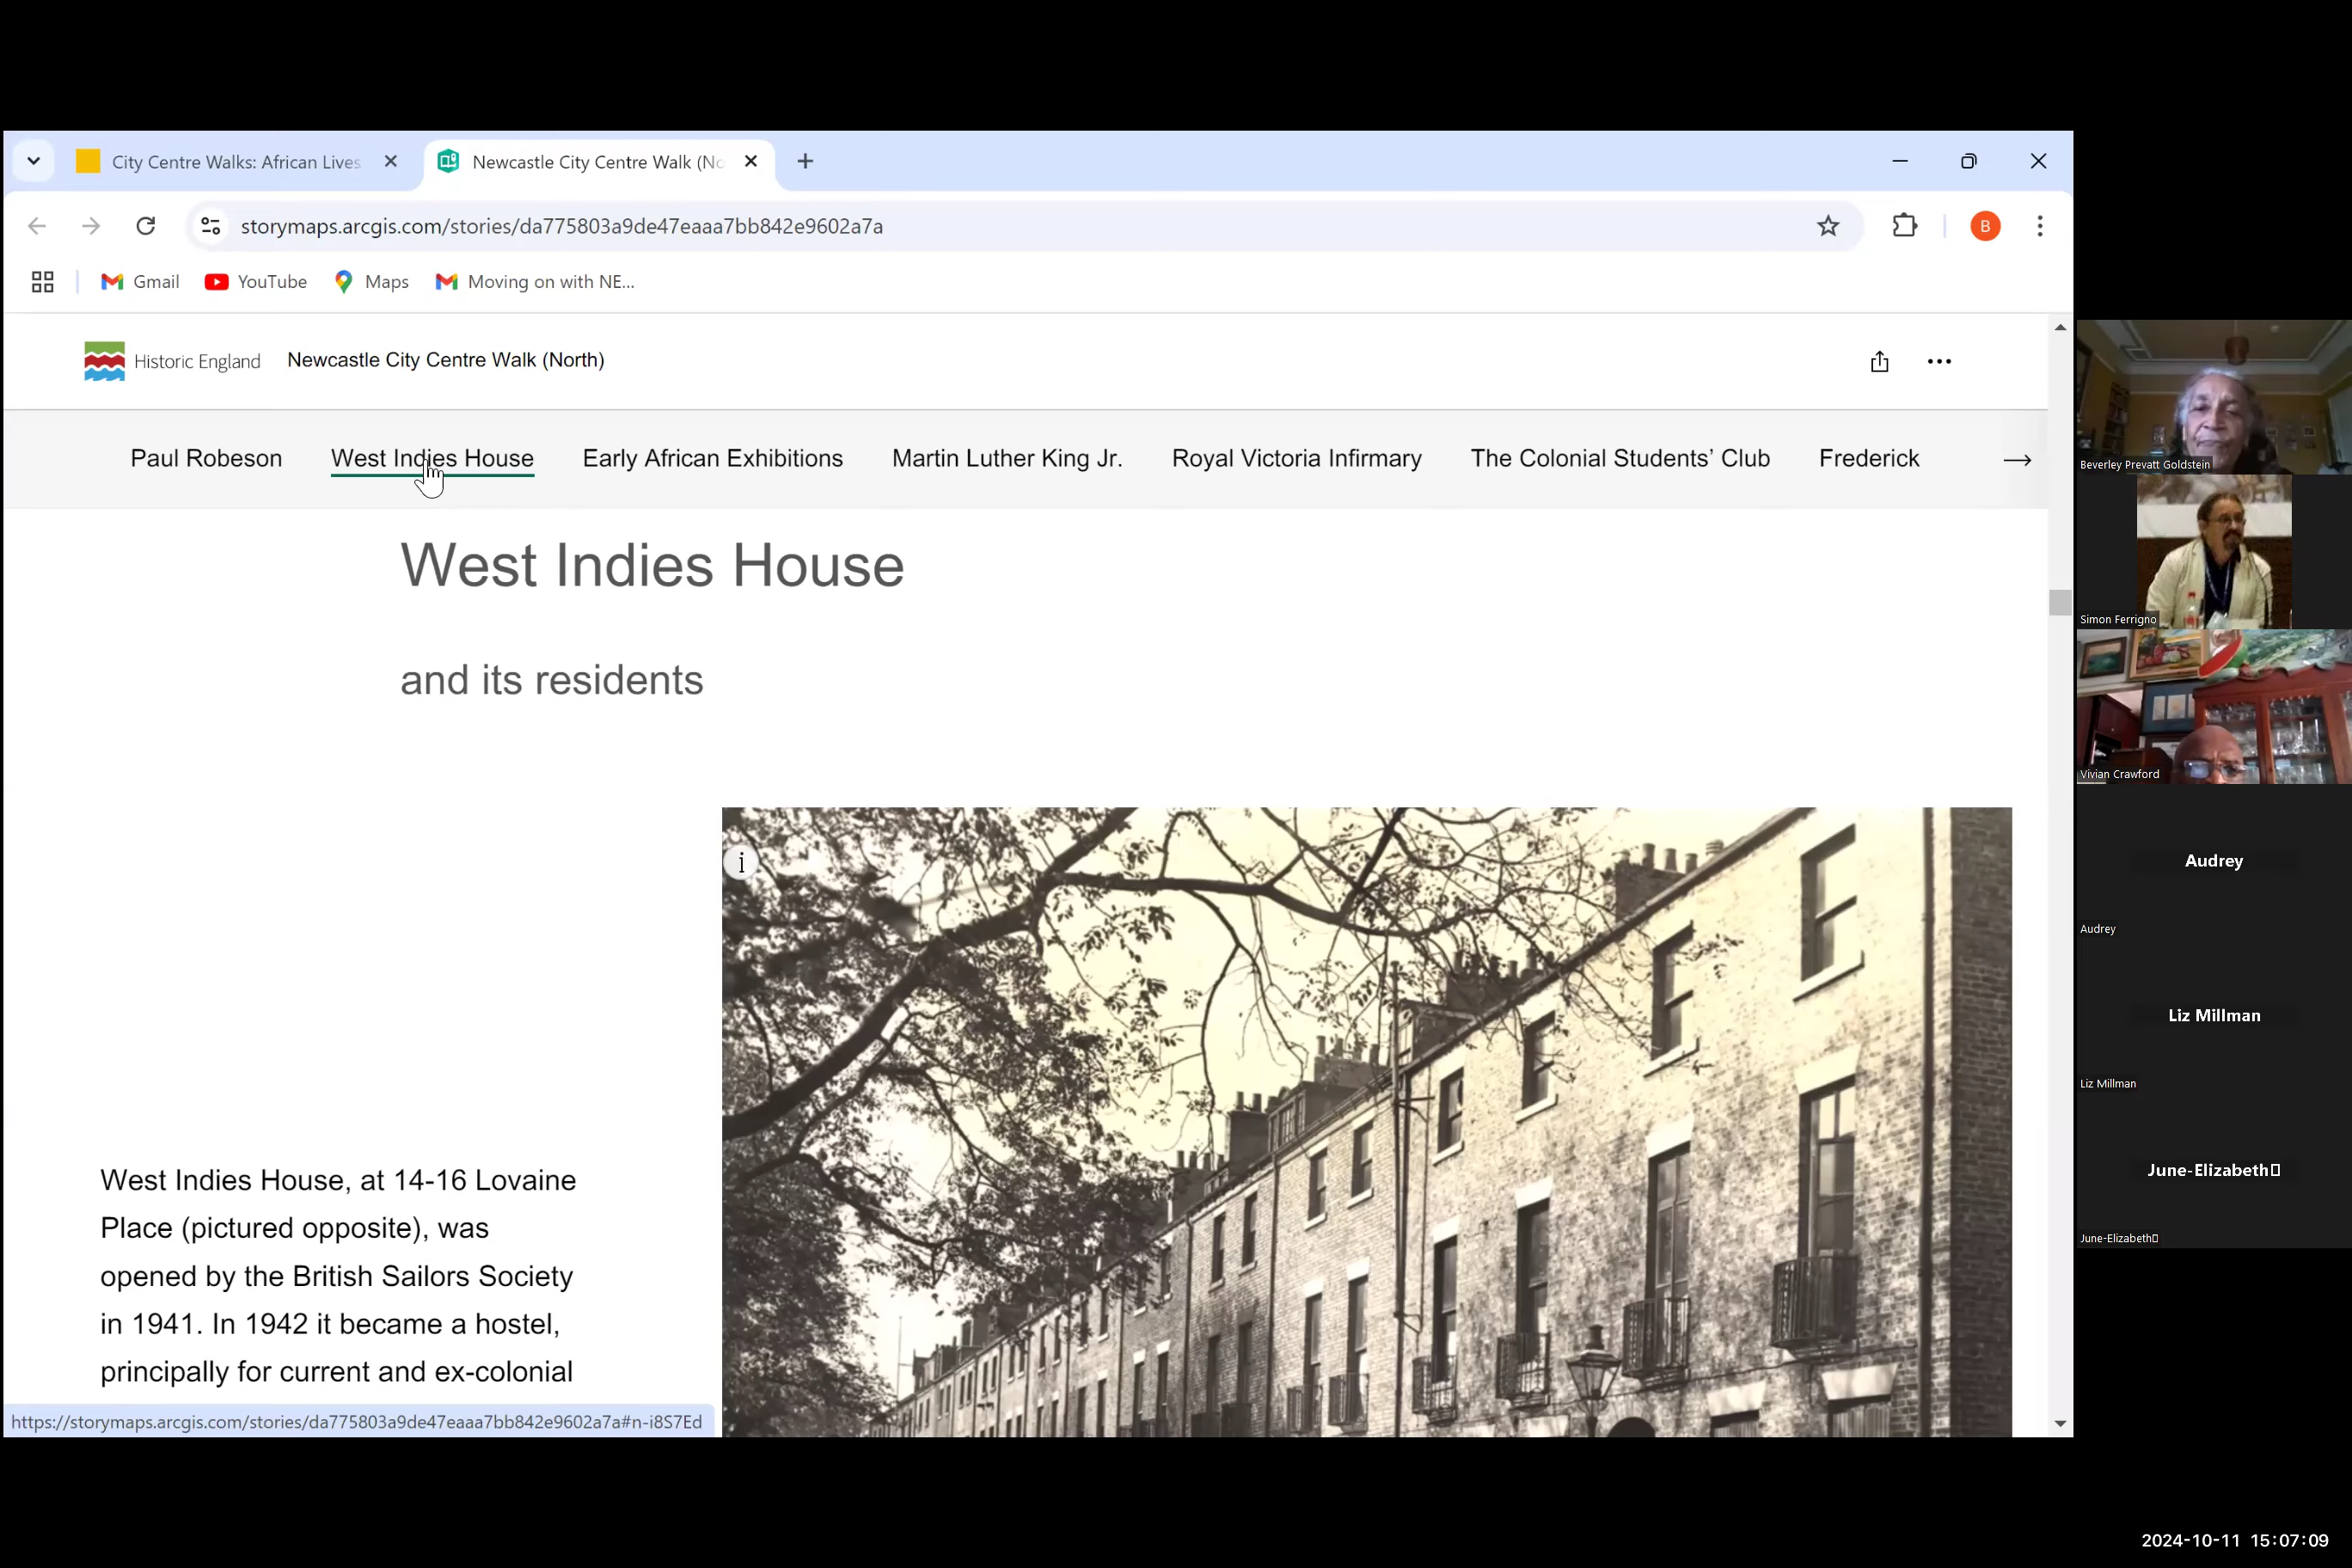 City Centre Walks: African Lives
Newcastle City Centre Walk (No
storymaps.arcgis.com/stories/da775803a9de47eaaa7bb842e9602a7a
B
Gmail
YouTube
Maps
Moving on with NE...
Historic England
Newcastle City Centre Walk (North)
Paul Robeson
West Indies House
Early African Exhibitions
Martin Luther King Jr.
Royal Victoria Infirmary
The Colonial Students’ Club
Frederick
West Indies House
and its residents
i
West Indies House, at 14-16 Lovaine
Place (pictured opposite), was
opened by the British Sailors Society
in 1941. In 1942 it became a hostel,
principally for current and ex-colonial
https://storymaps.arcgis.com/stories/da775803a9de47eaaa7bb842e9602a7a#n-i8S7Ed
Beverley Prevatt Goldstein
Simon Ferrigno
Vivian Crawford
Audrey
Audrey
Liz Millman
Liz Millman
June-Elizabeth
June-Elizabeth
2024-10-11 15:07:09